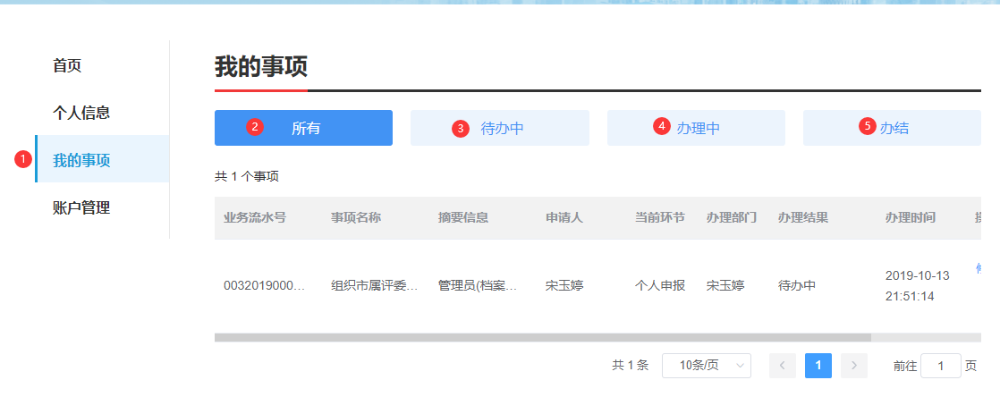 首页
个人信息
1 我的事项
账户管理
我的事项
2 所有 3 待办中 4 办理中 5 办结
共 1 个事项
业务流水号 事项名称 摘要信息 申请人 当前环节 办理部门 办理结果 办理时间
0032019000... 组织市属评委... 管理员(档案... 宋玉婷 个人申报 宋玉婷 待办中 2019-10-13
21:51:14
共 1 条 10条/页 1 前往 1 页